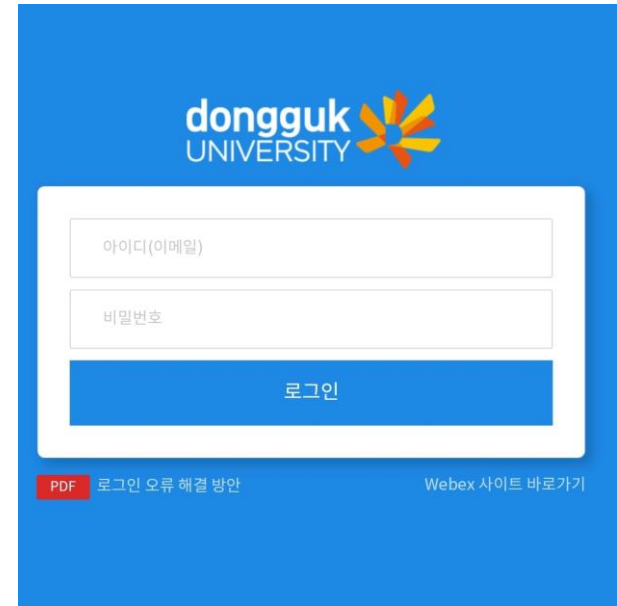 dongguk
UNIVERSITY
아이디(이메일)
비밀번호
로그인
PDF 로그인 오류 해결 방안
Webex 사이트 바로가기